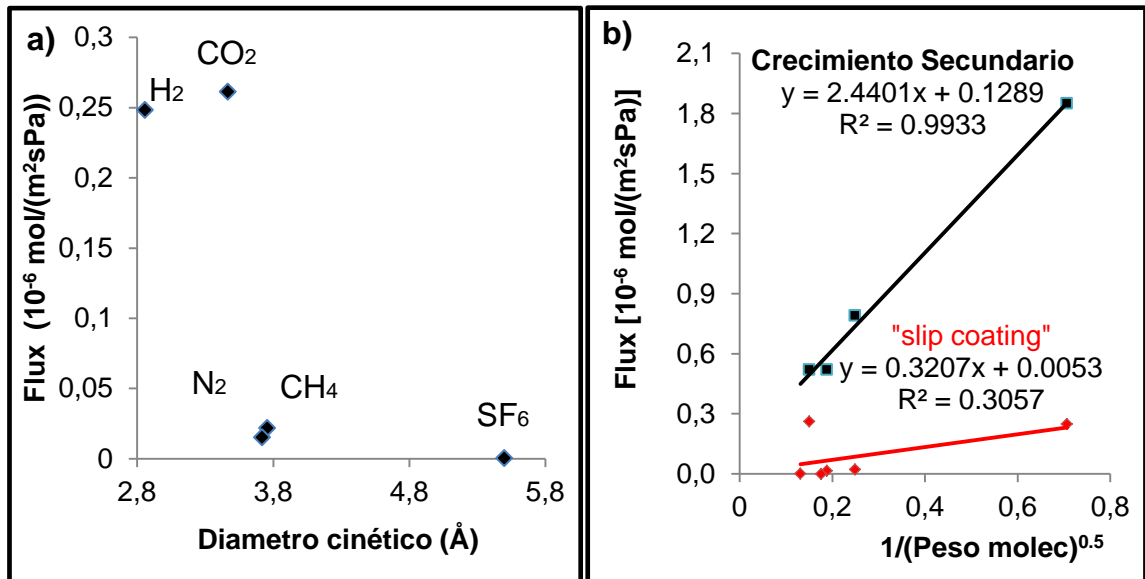 a)
0,3
0,25
0,2
0,15
0,1
0,05
0
Flux (10⁻⁶ mol/(m²sPa))
CO₂
H₂
N₂
CH₄
SF₆
2,8
3,8
4,8
5,8
Diametro cinético (Å)
b)
2,1
1,8
1,5
1,2
0,9
0,6
0,3
0,0
Flux [10⁻⁶ mol/(m²sPa)]
Crecimiento Secundario
y = 2.4401x + 0.1289
R² = 0.9933
"slip coating"
y = 0.3207x + 0.0053
R² = 0.3057
0
0,2
0,4
0,6
0,8
1/(Peso molec)⁰·⁵